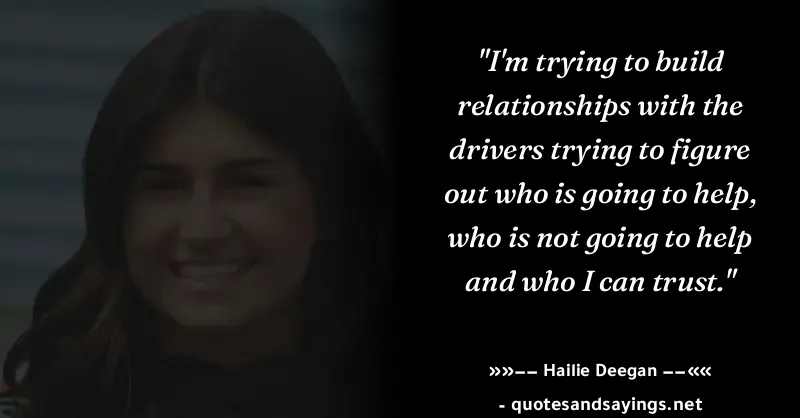 "I'm trying to build
relationships with the
drivers trying to figure
out who is going to help,
who is not going to help
and who I can trust."
»»–– Hailie Deegan ––««
- quotesandsayings.net